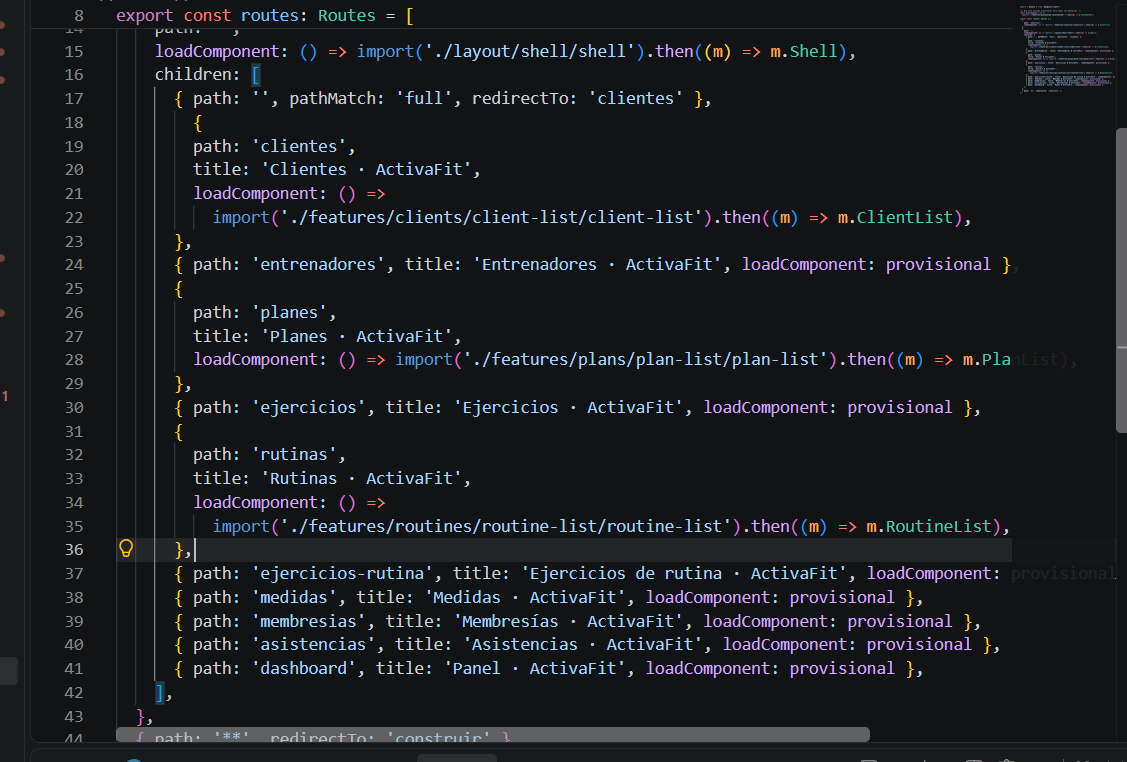 8 export const routes: Routes = [
14 path: '',
15 loadComponent: () => import('./layout/shell/shell').then((m) => m.Shell),
16 children: [
17 { path: '', pathMatch: 'full', redirectTo: 'clientes' },
18 {
19 path: 'clientes',
20 title: 'Clientes · ActivaFit',
21 loadComponent: () =>
22 import('./features/clients/client-list/client-list').then((m) => m.ClientList),
23 },
24 { path: 'entrenadores', title: 'Entrenadores · ActivaFit', loadComponent: provisional },
25 {
26 path: 'planes',
27 title: 'Planes · ActivaFit',
28 loadComponent: () => import('./features/plans/plan-list/plan-list').then((m) => m.PlanList),
29 },
30 { path: 'ejercicios', title: 'Ejercicios · ActivaFit', loadComponent: provisional },
31 {
32 path: 'rutinas',
33 title: 'Rutinas · ActivaFit',
34 loadComponent: () =>
35 import('./features/routines/routine-list/routine-list').then((m) => m.RoutineList),
36 },
37 { path: 'ejercicios-rutina', title: 'Ejercicios de rutina · ActivaFit', loadComponent: provisional
38 { path: 'medidas', title: 'Medidas · ActivaFit', loadComponent: provisional },
39 { path: 'membresias', title: 'Membresías · ActivaFit', loadComponent: provisional },
40 { path: 'asistencias', title: 'Asistencias · ActivaFit', loadComponent: provisional },
41 { path: 'dashboard', title: 'Panel · ActivaFit', loadComponent: provisional },
42 ],
43 },
44 { path: '**', redirectTo: 'construir' }
1